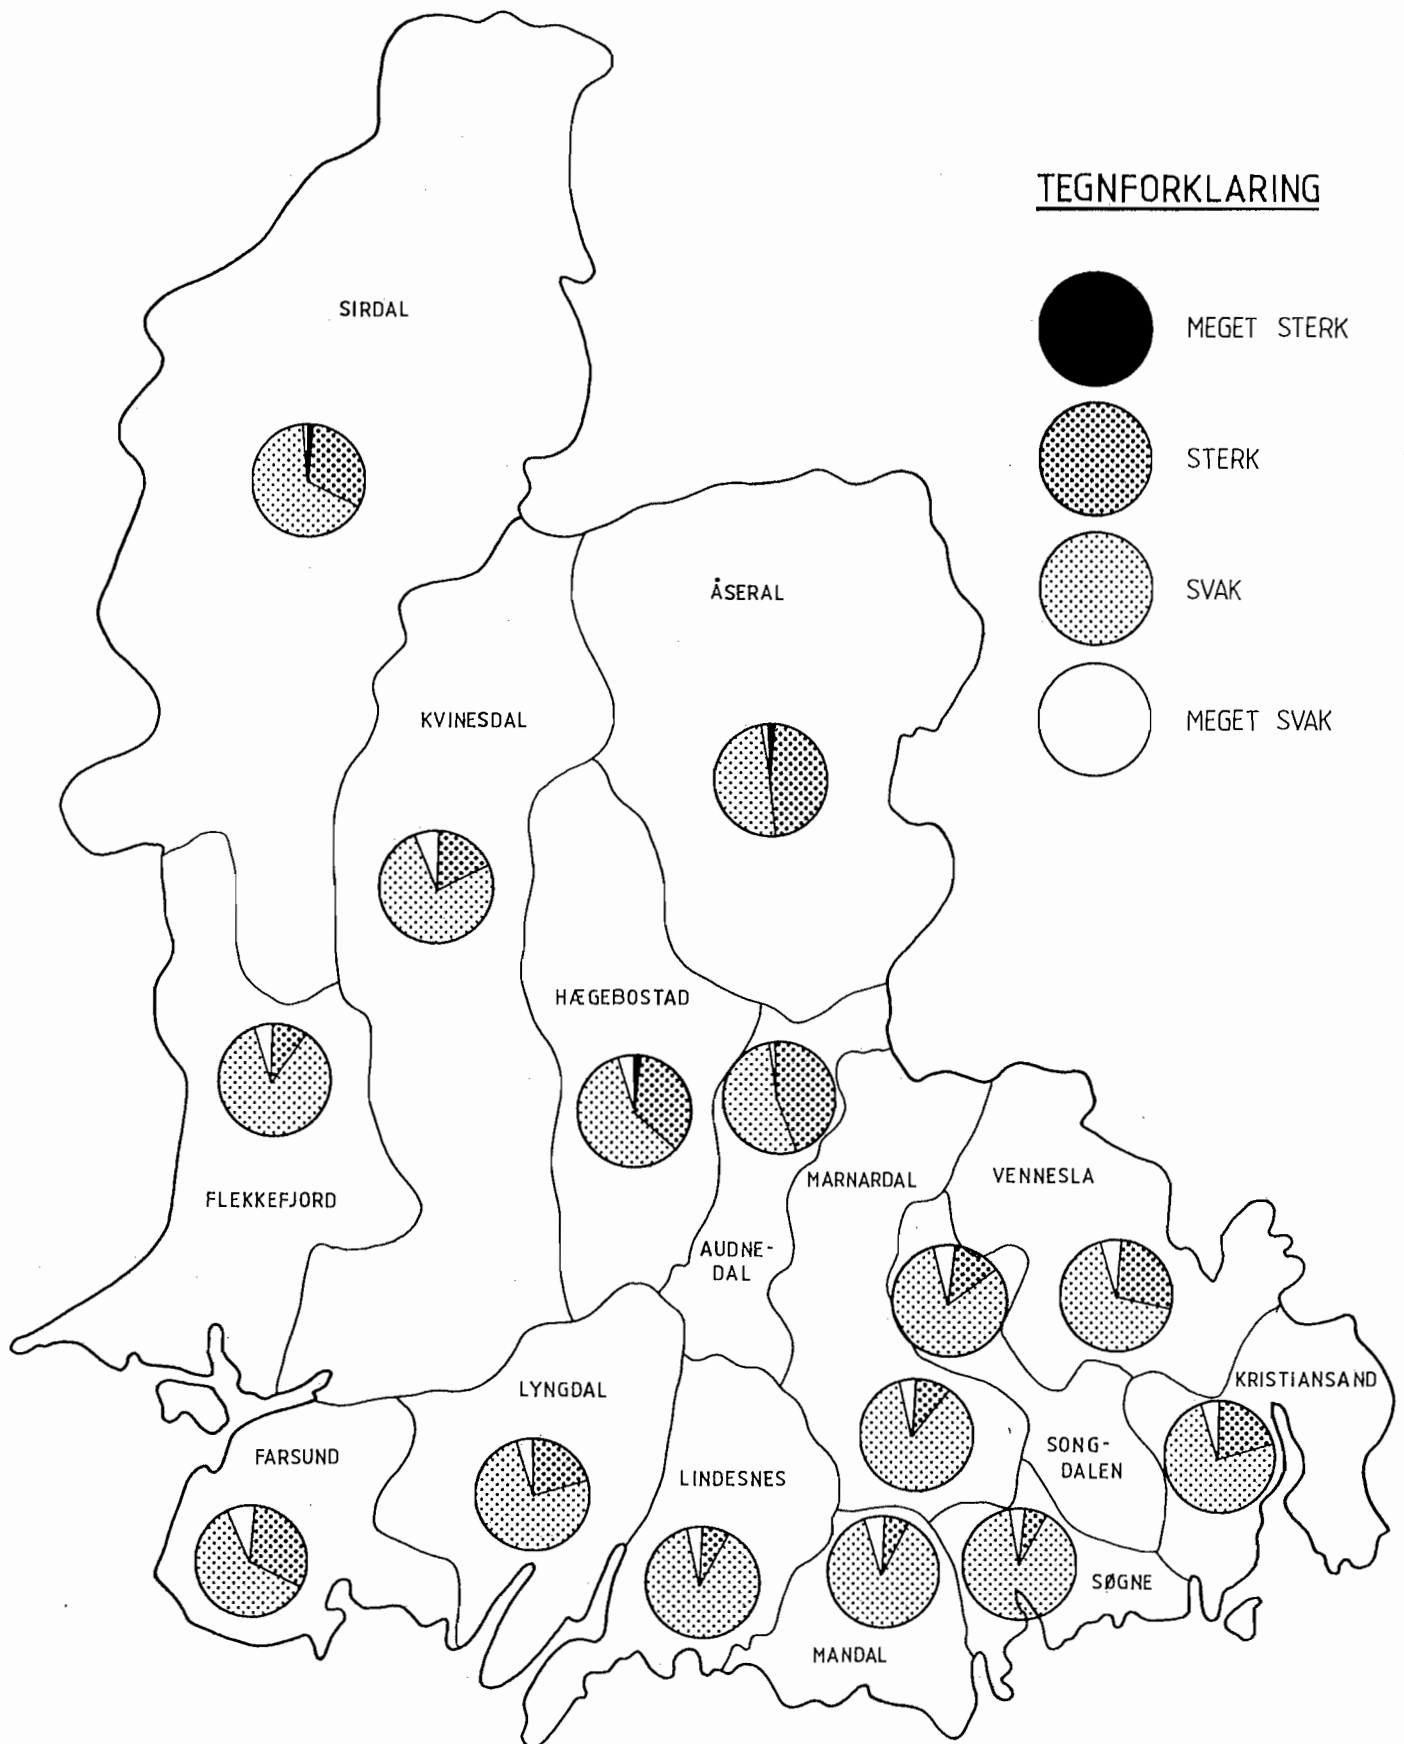 TEGNFORKLARING
MEGET STERK
STERK
SVAK
MEGET SVAK
SIRDAL
ÅSERAL
KVINESDAL
HÆGEBOSTAD
FLEKKEFJORD
MARNARDAL
VENNESLA
AUDNE-
DAL
KRISTIANSAND
LYNGDAL
FARSUND
LINDESNES
SONG-
DALEN
SØGNE
MANDAL